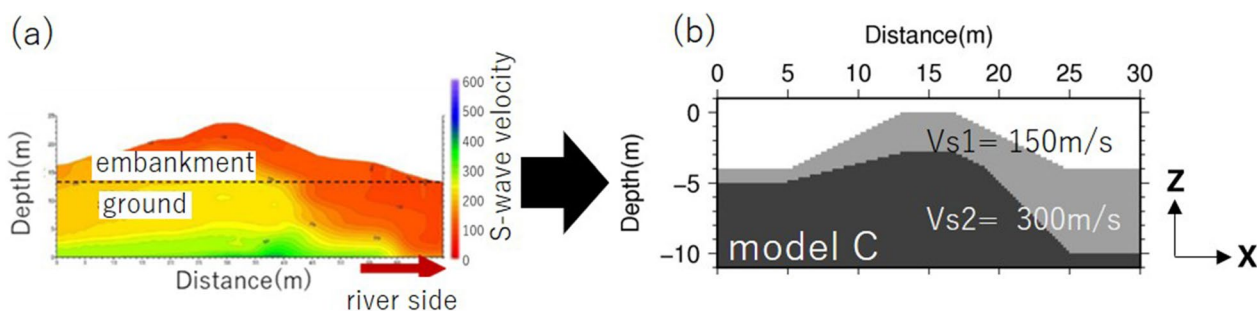 (a)
S-wave velocity
600
500
400
300
200
100
0
Depth(m)
embankment
ground
Distance(m)
river side
(b)
Distance(m)
0 5 10 15 20 25 30
Depth(m)
0
−5
−10
Vs1= 150m/s
Vs2= 300m/s
model C
Z
X